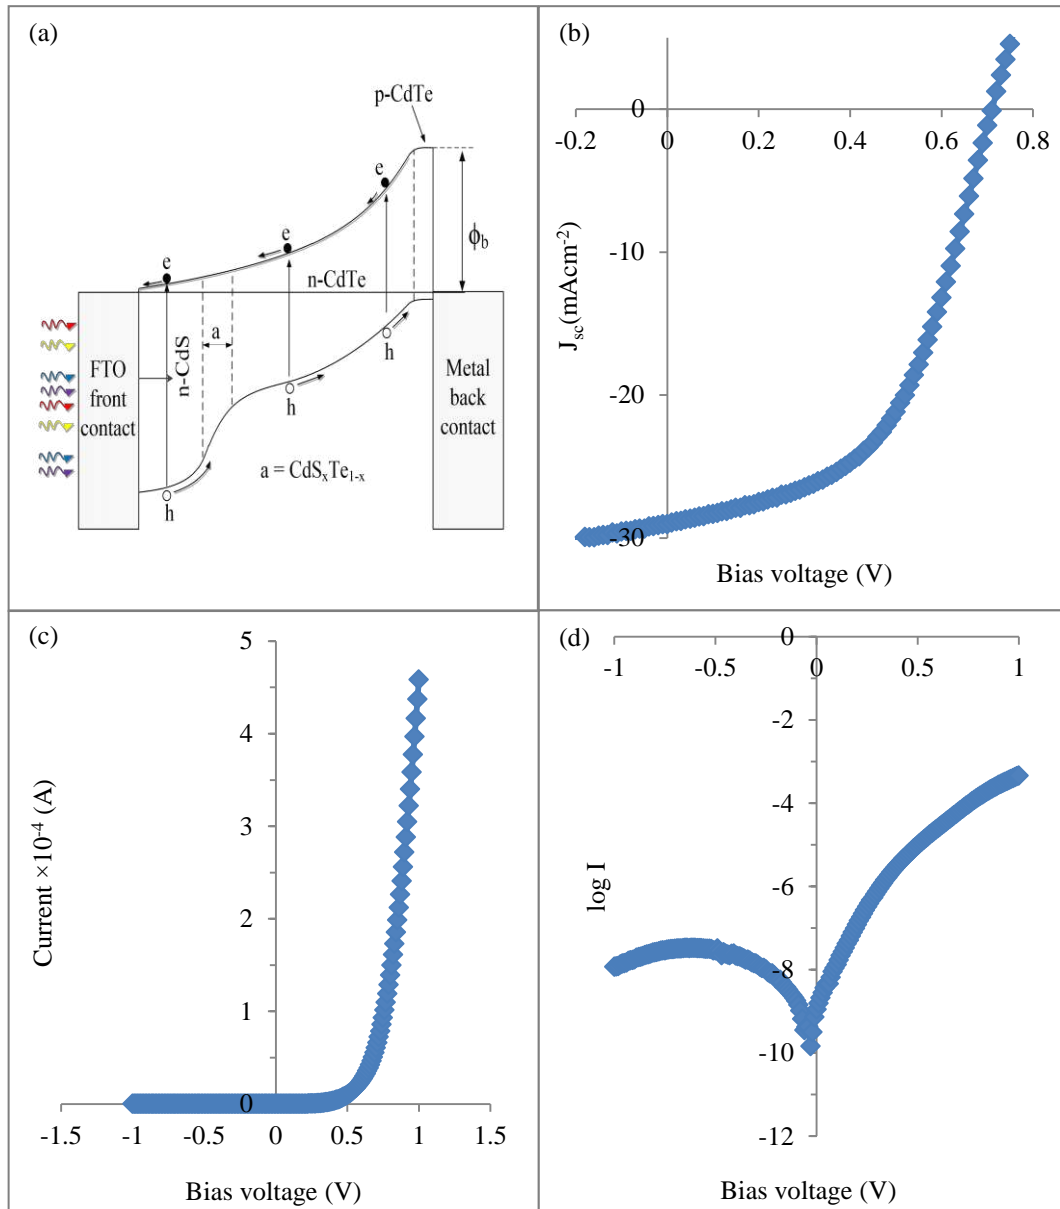 (a)
p-CdTe
e
e
e
ϕb
n-CdTe
a
n-CdS
h
h
h
FTO
front
contact
Metal
back
contact
a = CdSxTe1-x
(b)
0
-0.2
0
0.2
0.4
0.6
0.8
-10
-20
-30
Jsc(mAcm-2)
Bias voltage (V)
(c)
5
4
3
2
1
0
-1.5
-1
-0.5
0
0.5
1
1.5
Current ×10-4 (A)
Bias voltage (V)
(d)
0
-1
-0.5
0
0.5
1
-2
-4
-6
-8
-10
-12
log I
Bias voltage (V)